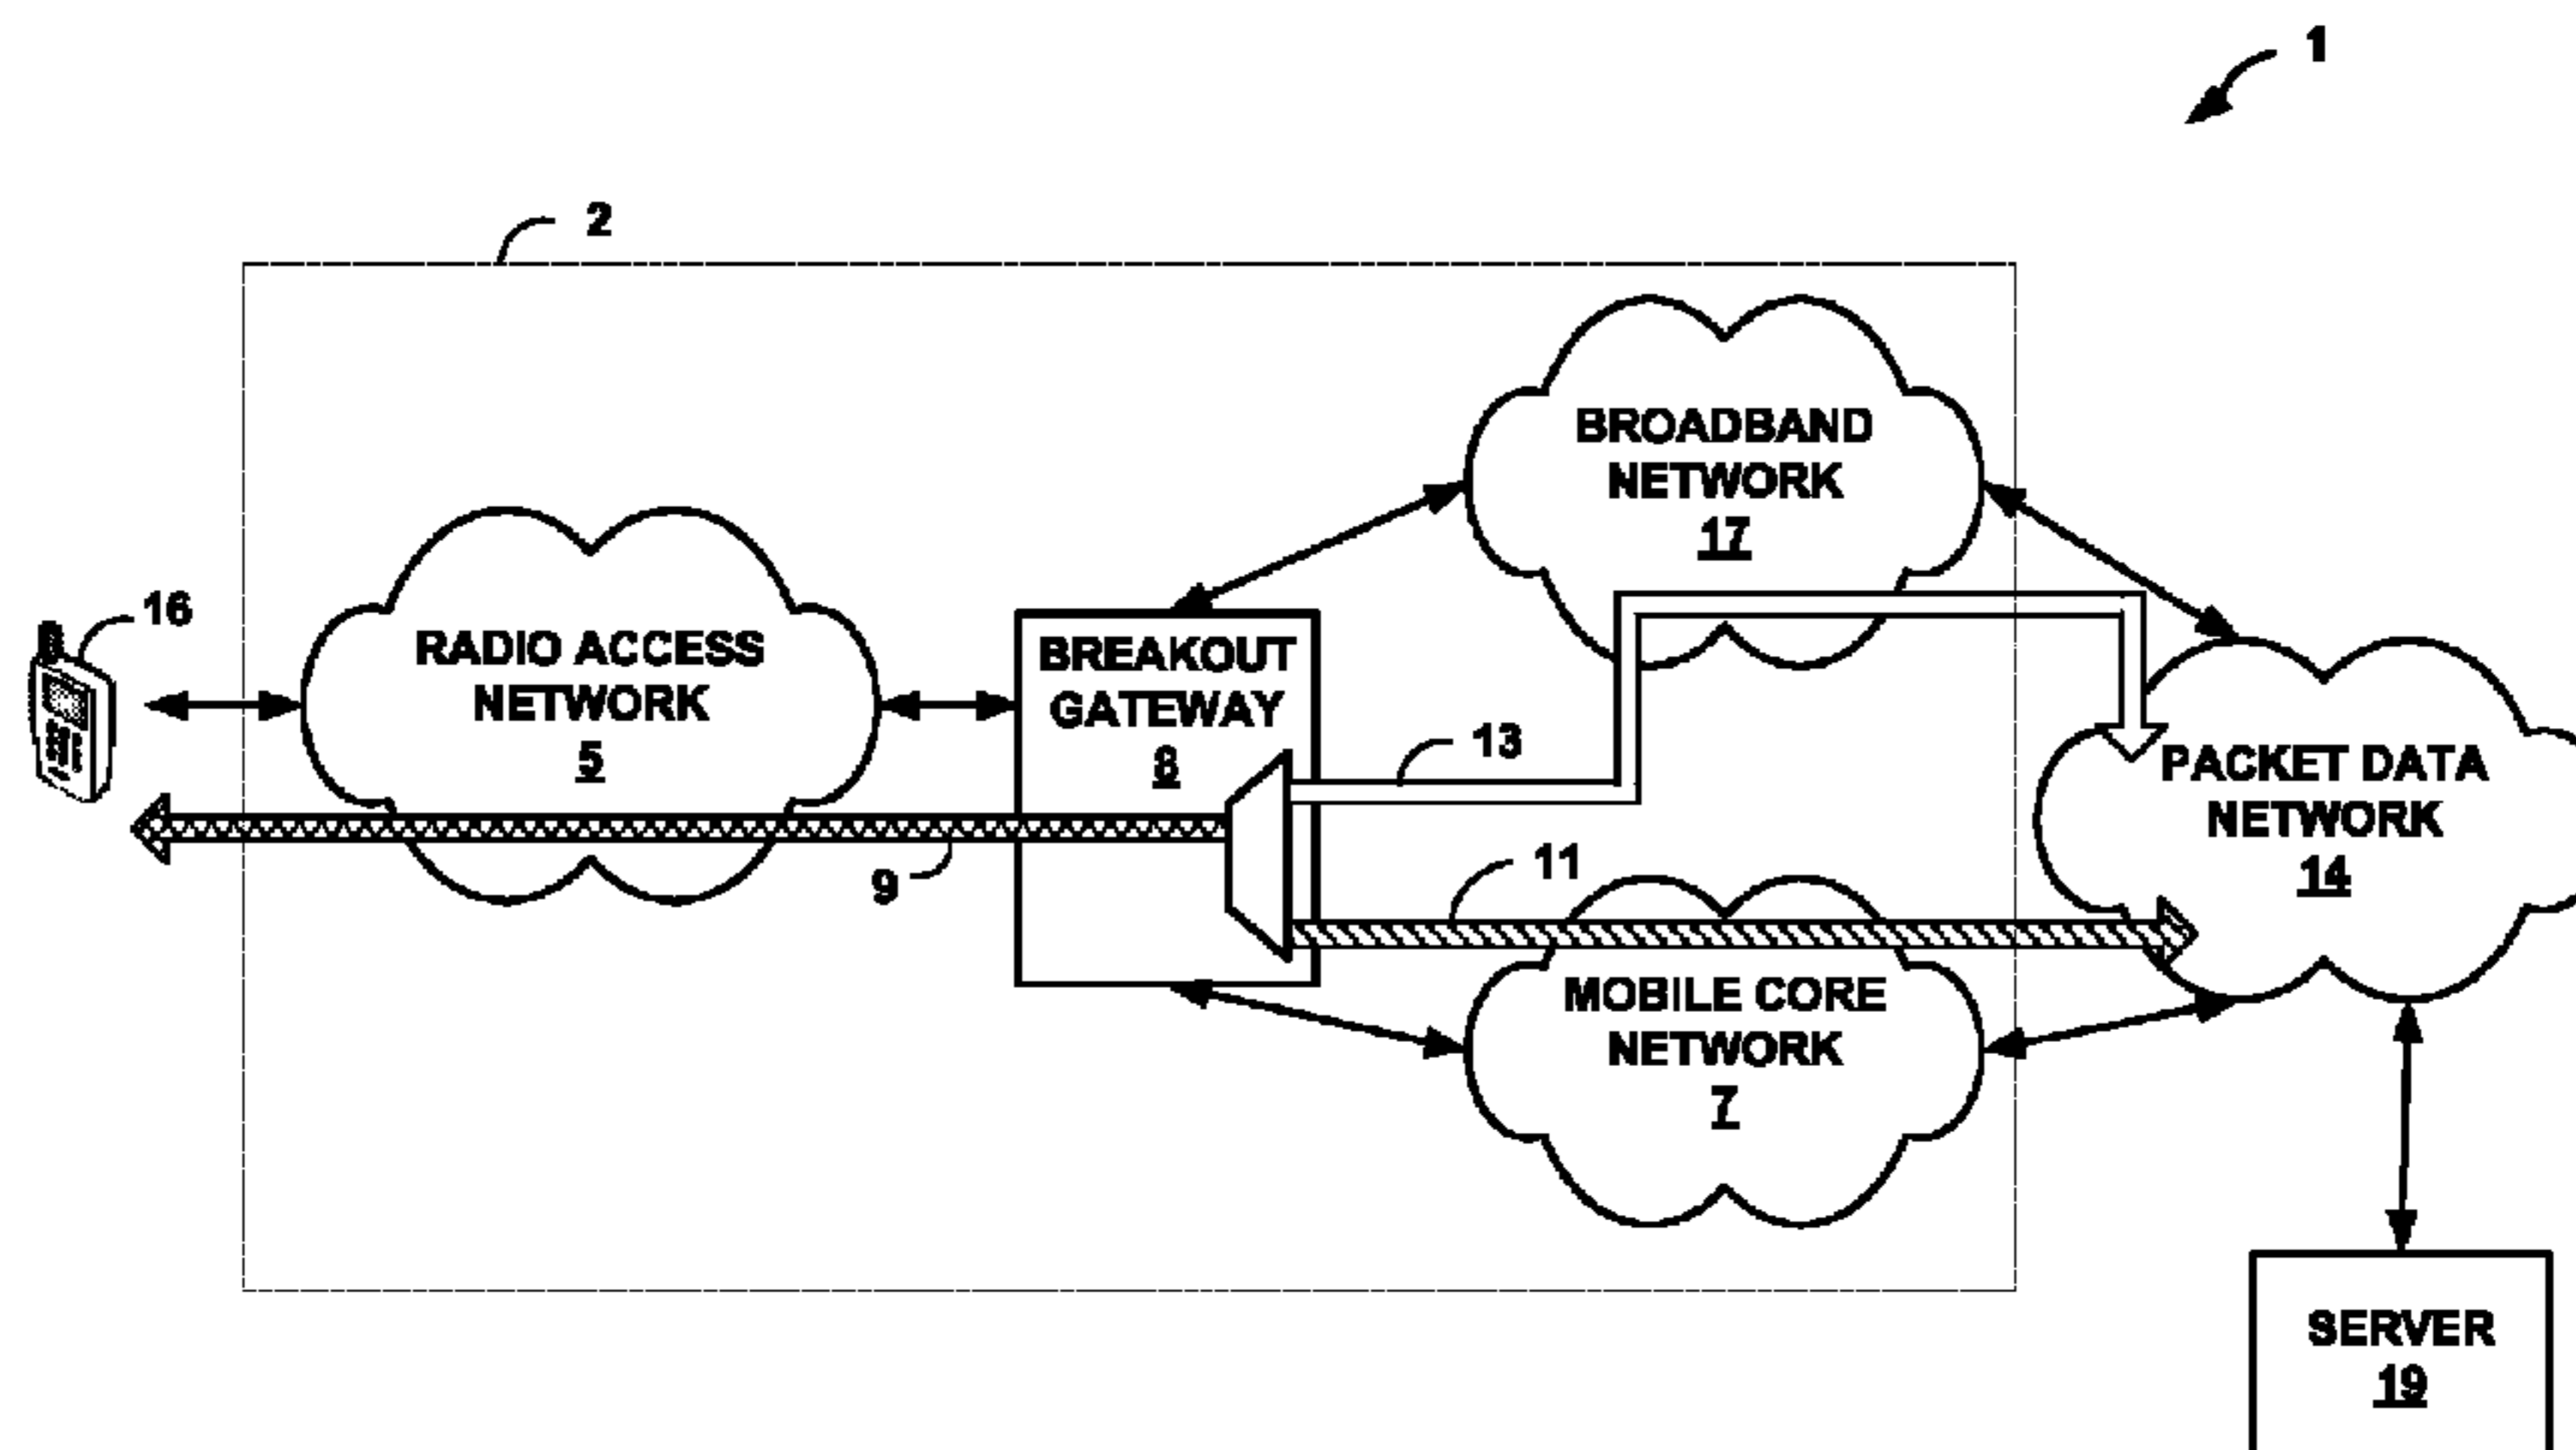 1
2
BROADBAND
NETWORK
17
16
RADIO ACCESS
NETWORK
5
BREAKOUT
GATEWAY
8
13
PACKET DATA
NETWORK
14
9
11
MOBILE CORE
NETWORK
7
SERVER
19